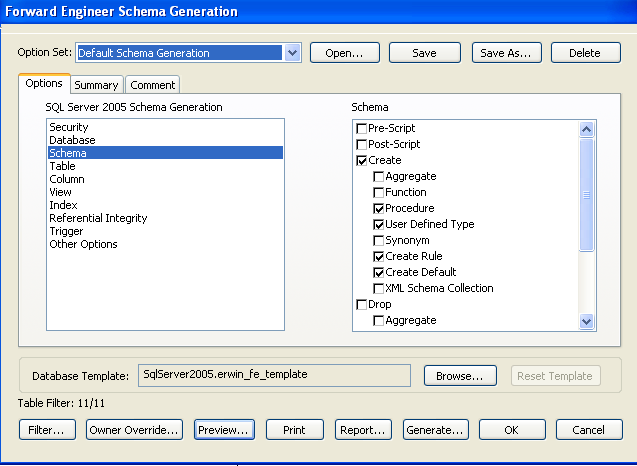 Forward Engineer Schema Generation
Option Set: Default Schema Generation Open... Save Save As... Delete
Options Summary Comment
SQL Server 2005 Schema Generation
Security
Database
Schema
Table
Column
View
Index
Referential Integrity
Trigger
Other Options
Schema
Pre-Script
Post-Script
Create
Aggregate
Function
Procedure
User Defined Type
Synonym
Create Rule
Create Default
XML Schema Collection
Drop
Aggregate
Database Template: SqlServer2005.erwin_fe_template Browse... Reset Template
Table Filter: 11/11
Filter... Owner Override... Preview... Print Report... Generate... OK Cancel